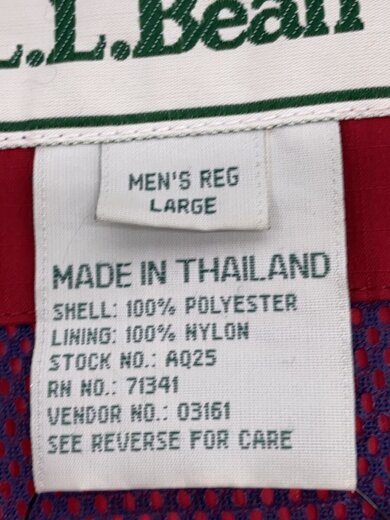 L.L.Bean
MEN'S REG
LARGE
MADE IN THAILAND
SHELL: 100% POLYESTER
LINING: 100% NYLON
STOCK NO.: AQ25
RN NO.: 71341
VENDOR NO.: 03161
SEE REVERSE FOR CARE